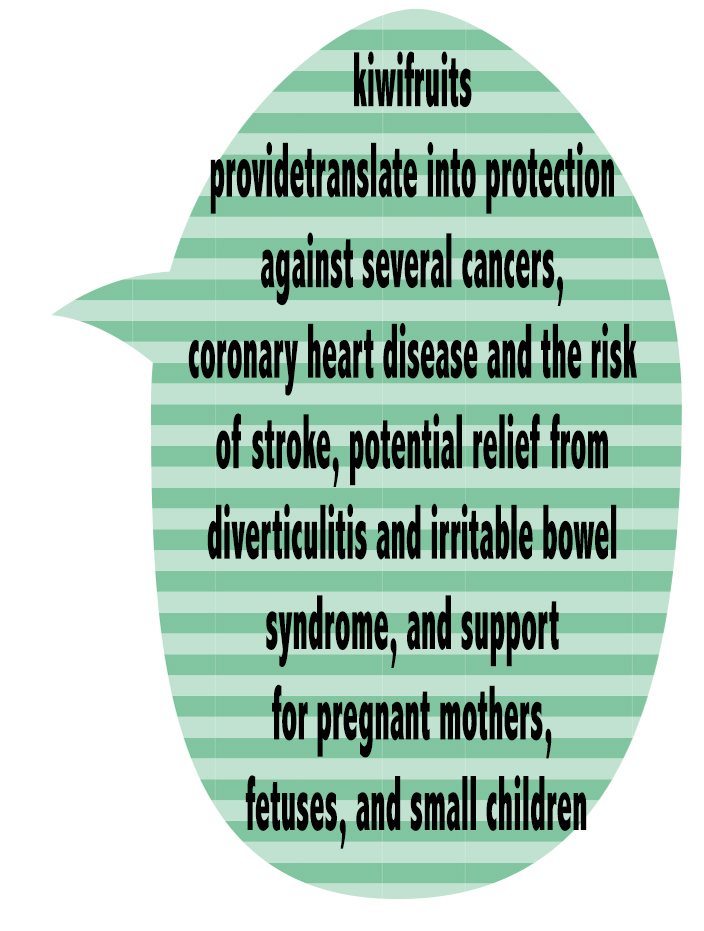 kiwifruits
providetranslate into protection
against several cancers,
coronary heart disease and the risk
of stroke, potential relief from
diverticulitis and irritable bowel
syndrome, and support
for pregnant mothers,
fetuses, and small children